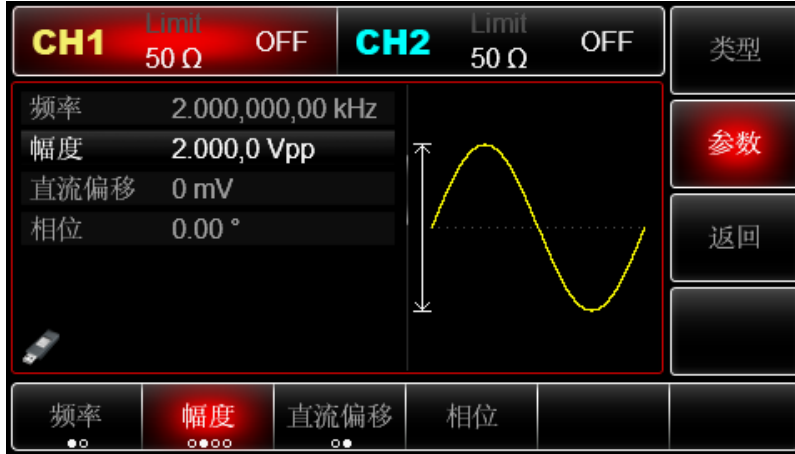 CH1 Limit 50 Ω OFF
CH2 Limit 50 Ω OFF
类型
频率 2.000,000,00 kHz
幅度 2.000,0 Vpp
直流偏移 0 mV
相位 0.00 °
参数
返回
频率 幅度 直流偏移 相位